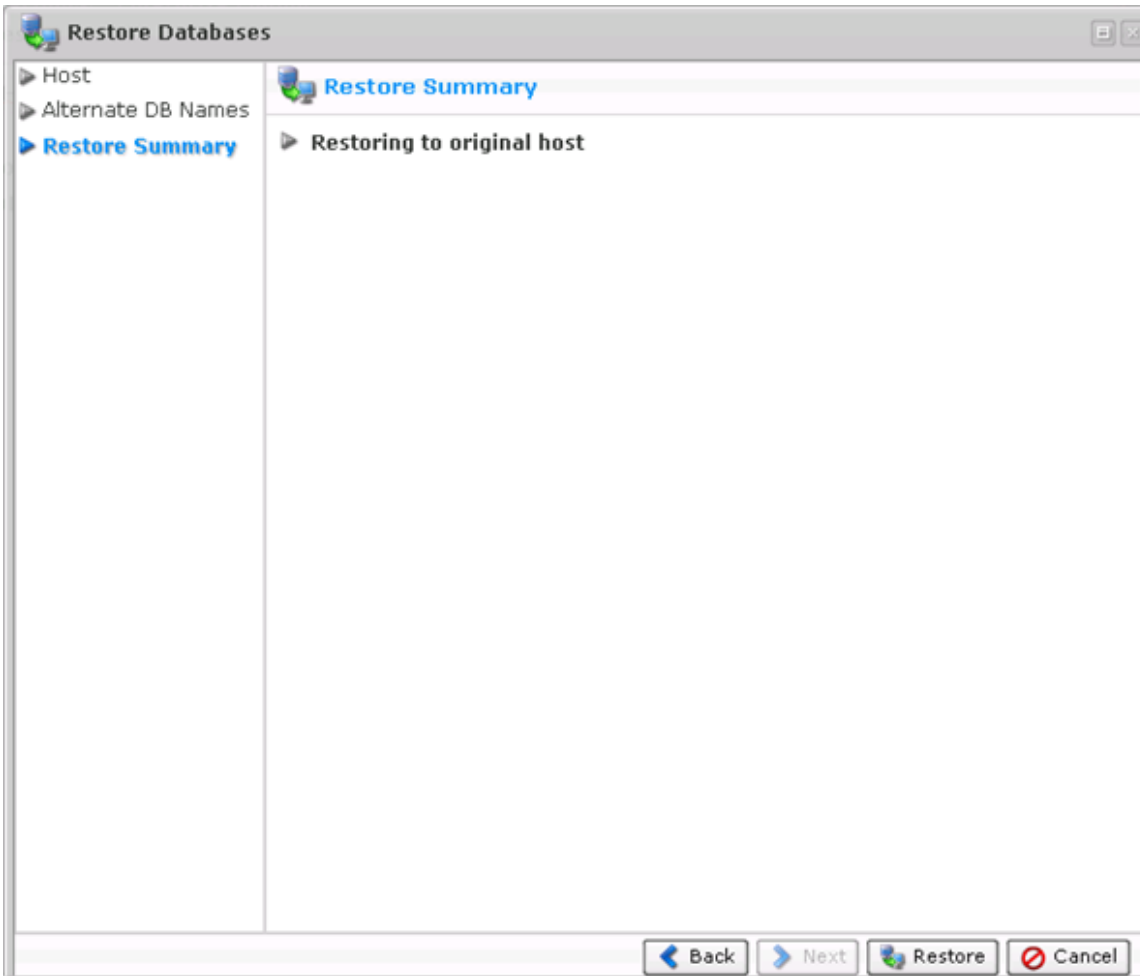 Restore Databases
Host
Alternate DB Names
Restore Summary
Restore Summary
Restoring to original host
Back
Next
Restore
Cancel